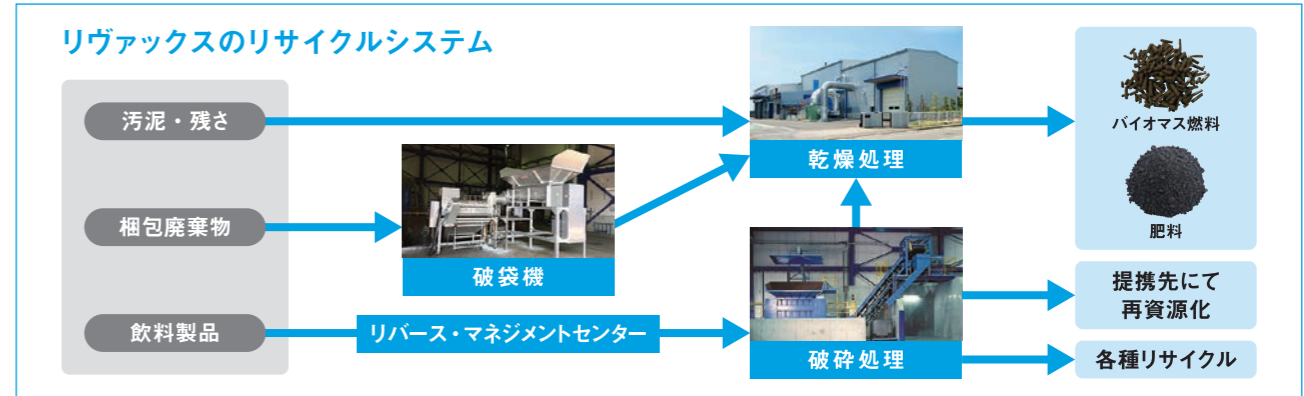 リヴァックスのリサイクルシステム
汚泥・残さ
梱包廃棄物
飲料製品
破袋機
リバース・マネジメントセンター
乾燥処理
破砕処理
バイオマス燃料
肥料
提携先にて
再資源化
各種リサイクル